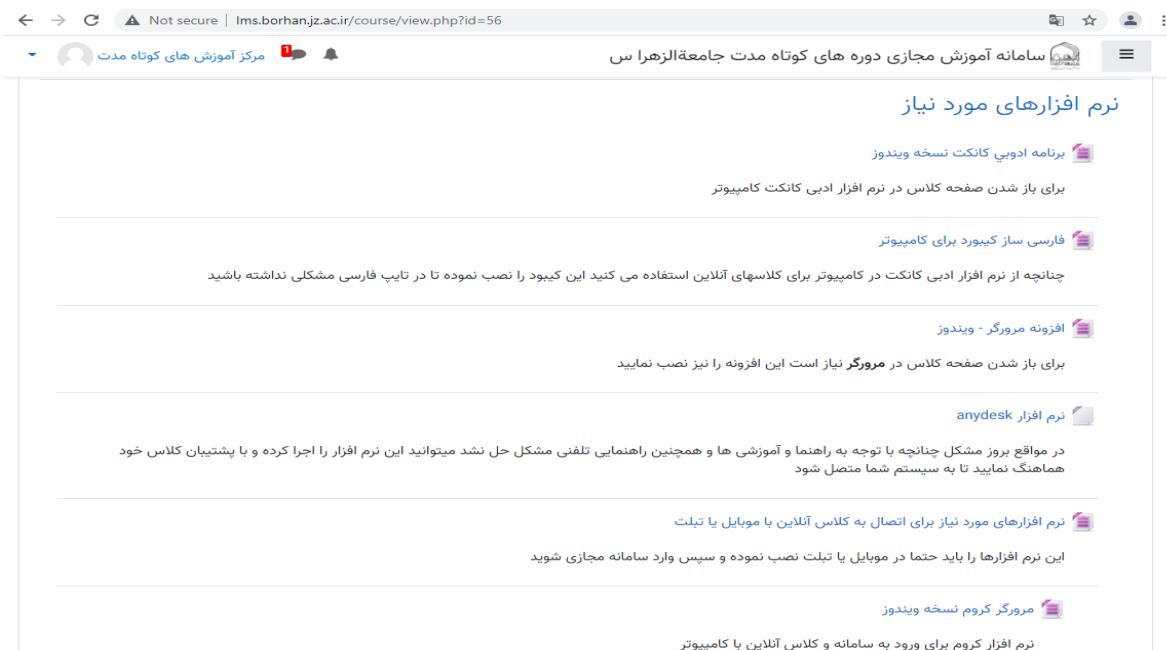 Not secure | lms.borhan.jz.ac.ir/course/view.php?id=56
سامانه آموزش مجازی دوره های کوتاه مدت جامعةالزهرا س
1
مرکز آموزش های کوتاه مدت
نرم افزارهای مورد نیاز
برنامه ادوبي کانکت نسخه ویندوز
برای باز شدن صفحه کلاس در نرم افزار ادبی کانکت کامپیوتر
فارسی ساز کیبورد برای کامپیوتر
چنانچه از نرم افزار ادبی کانکت در کامپیوتر برای کلاسهای آنلاین استفاده می کنید این کیبود را نصب نموده تا در تایپ فارسی مشکلی نداشته باشید
افزونه مرورگر - ویندوز
برای باز شدن صفحه کلاس در مرورگر نیاز است این افزونه را نیز نصب نمایید
نرم افزار anydesk
در مواقع بروز مشکل چنانچه با توجه به راهنما و آموزشی ها و همچنین راهنمایی تلفنی مشکل حل نشد میتوانید این نرم افزار را اجرا کرده و با پشتیبان کلاس خود
هماهنگ نمایید تا به سیستم شما متصل شود
نرم افزارهای مورد نیاز برای اتصال به کلاس آنلاین با موبایل یا تبلت
این نرم افزارها را باید حتما در موبایل یا تبلت نصب نموده و سپس وارد سامانه مجازی شوید
مرورگر کروم نسخه ویندوز
نرم افزار کروم برای ورود به سامانه و کلاس آنلاین با کامپیوتر